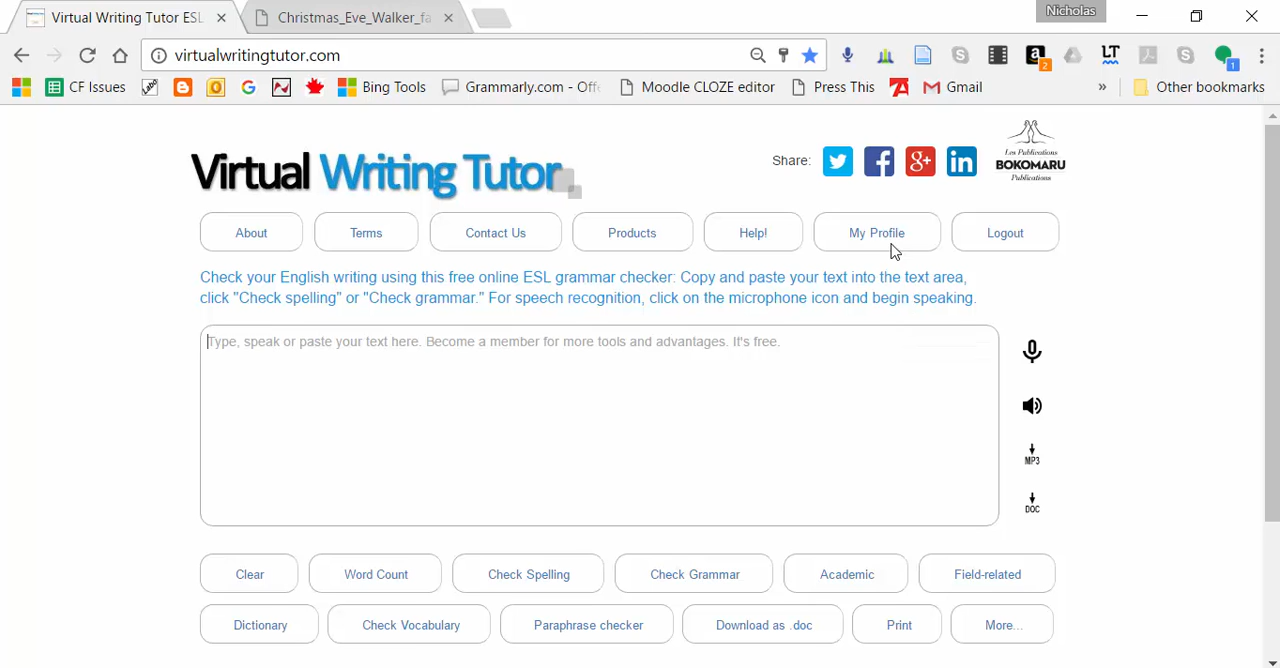 Virtual Writing Tutor ESL
Christmas_Eve_Walker_fa
Nicholas
virtualwritingtutor.com
2
LT
1
CF Issues
Bing Tools
Grammarly.com - Off
Moodle CLOZE editor
Press This
Gmail
»
Other bookmarks
Virtual Writing Tutor
Share:
Les Publications
BOKOMARU
Publications
About
Terms
Contact Us
Products
Help!
My Profile
Logout
Check your English writing using this free online ESL grammar checker: Copy and paste your text into the text area,
click "Check spelling" or "Check grammar." For speech recognition, click on the microphone icon and begin speaking.
Type, speak or paste your text here. Become a member for more tools and advantages. It's free.
MP3
DOC
Clear
Word Count
Check Spelling
Check Grammar
Academic
Field-related
Dictionary
Check Vocabulary
Paraphrase checker
Download as .doc
Print
More...